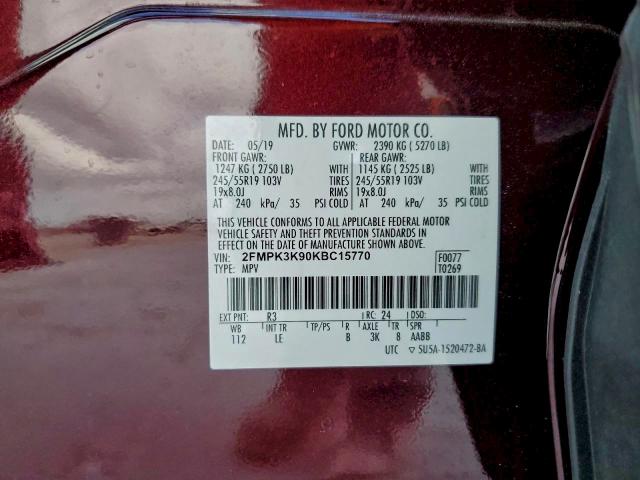 MFD. BY FORD MOTOR CO.
DATE: 05/19 GVWR: 2390 KG ( 5270 LB)
FRONT GAWR: REAR GAWR:
1247 KG ( 2750 LB) WITH 1145 KG ( 2525 LB) WITH
245/55R19 103V TIRES 245/55R19 103V TIRES
19x8.0J RIMS 19x8.0J RIMS
AT 240 kPa/ 35 PSI COLD AT 240 kPa/ 35 PSI COLD
THIS VEHICLE CONFORMS TO ALL APPLICABLE FEDERAL MOTOR
VEHICLE SAFETY AND THEFT PREVENTION STANDARDS IN
EFFECT ON THE DATE OF MANUFACTURE SHOWN ABOVE.
VIN: 2FMPK3K90KBC15770 F0077
TYPE: MPV T0269
EXT PNT: R3 RC: 24 DSO:
WB INT TR TP/PS R AXLE TR SPR
112 LE B 3K 8 AABB
UTC ▽ 5U5A-1520472-BA